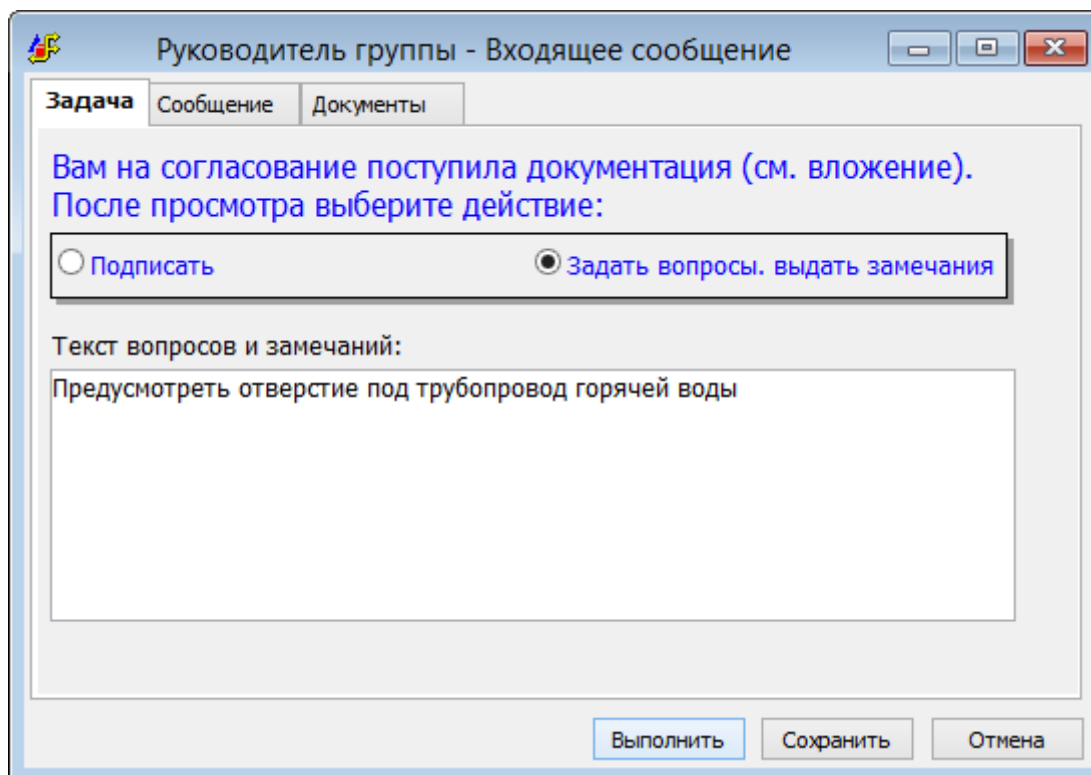 Руководитель группы - Входящее сообщение
Задача Сообщение Документы
Вам на согласование поступила документация (см. вложение).
После просмотра выберите действие:
Подписать Задать вопросы. выдать замечания
Текст вопросов и замечаний:
Предусмотреть отверстие под трубопровод горячей воды
Выполнить Сохранить Отмена